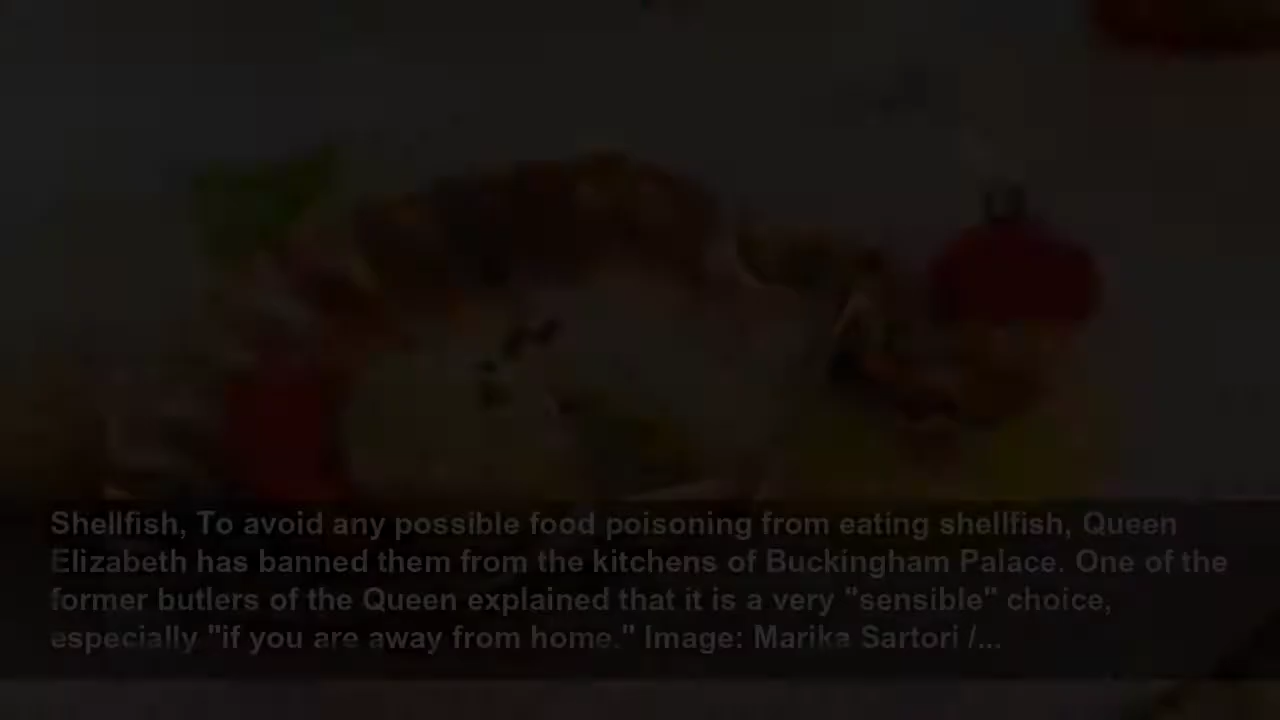 Shellfish, To avoid any possible food poisoning from eating shellfish, Queen
Elizabeth has banned them from the kitchens of Buckingham Palace. One of the
former butlers of the Queen explained that it is a very "sensible" choice,
especially "if you are away from home." Image: Marika Sartori /...